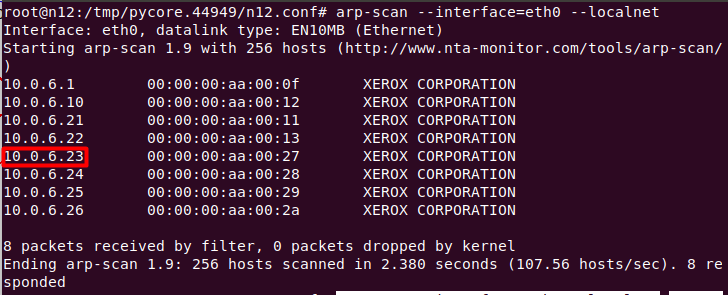 root@n12:/tmp/pycore.44949/n12.conf# arp-scan --interface=eth0 --localnet
Interface: eth0, datalink type: EN10MB (Ethernet)
Starting arp-scan 1.9 with 256 hosts (http://www.nta-monitor.com/tools/arp-scan/
)
10.0.6.1 00:00:00:aa:00:0f XEROX CORPORATION
10.0.6.10 00:00:00:aa:00:12 XEROX CORPORATION
10.0.6.21 00:00:00:aa:00:11 XEROX CORPORATION
10.0.6.22 00:00:00:aa:00:13 XEROX CORPORATION
10.0.6.23 00:00:00:aa:00:27 XEROX CORPORATION
10.0.6.24 00:00:00:aa:00:28 XEROX CORPORATION
10.0.6.25 00:00:00:aa:00:29 XEROX CORPORATION
10.0.6.26 00:00:00:aa:00:2a XEROX CORPORATION
8 packets received by filter, 0 packets dropped by kernel
Ending arp-scan 1.9: 256 hosts scanned in 2.380 seconds (107.56 hosts/sec). 8 re
sponded